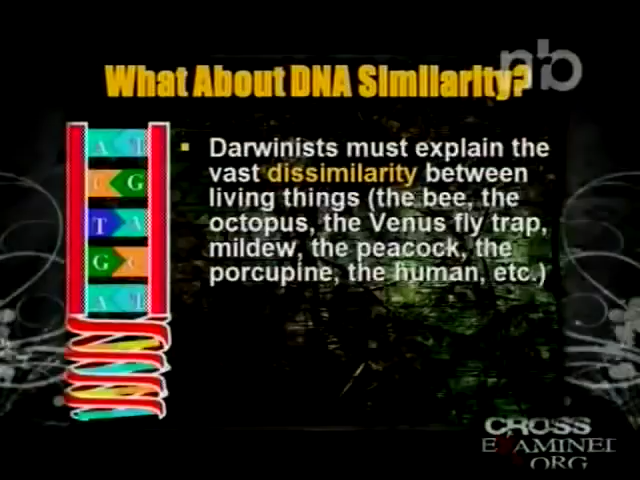 nrb
What About DNA Similarity?
A T
C G
T A
G C
A T
▪ Darwinists must explain the
vast dissimilarity between
living things (the bee, the
octopus, the Venus fly trap,
mildew, the peacock, the
porcupine, the human, etc.)
CROSS
EXAMINED
.ORG